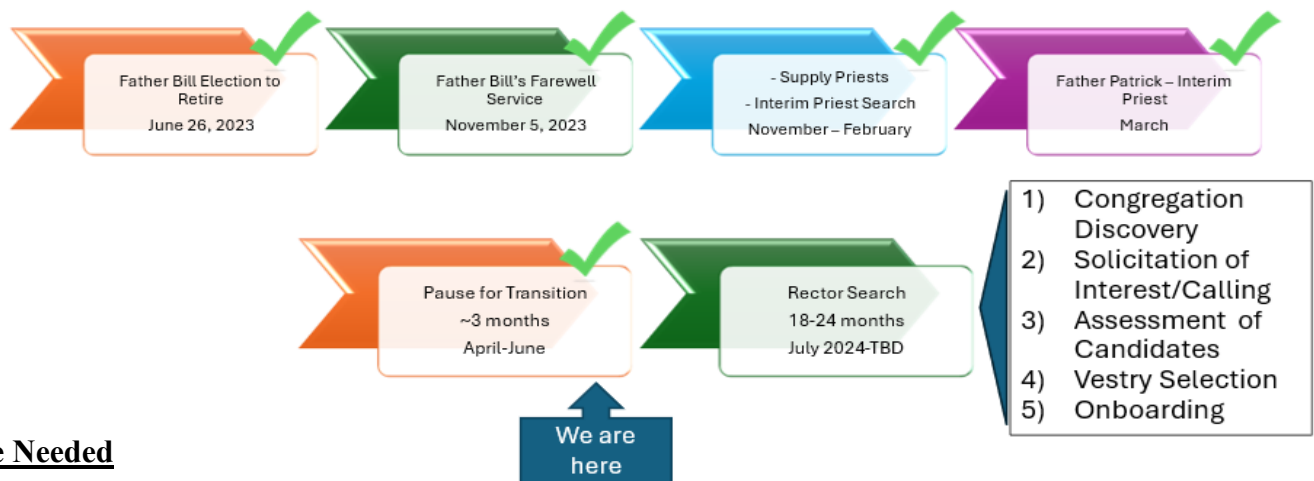 Father Bill Election to
Retire
June 26, 2023
Father Bill's Farewell
Service
November 5, 2023
- Supply Priests
- Interim Priest Search
November – February
Father Patrick – Interim
Priest
March
Pause for Transition
~3 months
April-June
Rector Search
18-24 months
July 2024-TBD
1) Congregation
Discovery
2) Solicitation of
Interest/Calling
3) Assessment of
Candidates
4) Vestry Selection
5) Onboarding
We are
here
e Needed